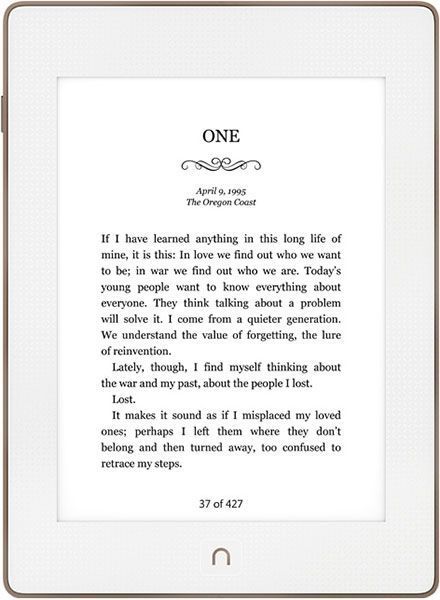 ONE
April 9, 1995
The Oregon Coast
If I have learned anything in this long life of
mine, it is this: In love we find out who we want
to be; in war we find out who we are. Today's
young people want to know everything about
everyone. They think talking about a problem
will solve it. I come from a quieter generation.
We understand the value of forgetting, the lure
of reinvention.
Lately, though, I find myself thinking about
the war and my past, about the people I lost.
Lost.
It makes it sound as if I misplaced my loved
ones; perhaps I left them where they don't
belong and then turned away, too confused to
retrace my steps.
37 of 427